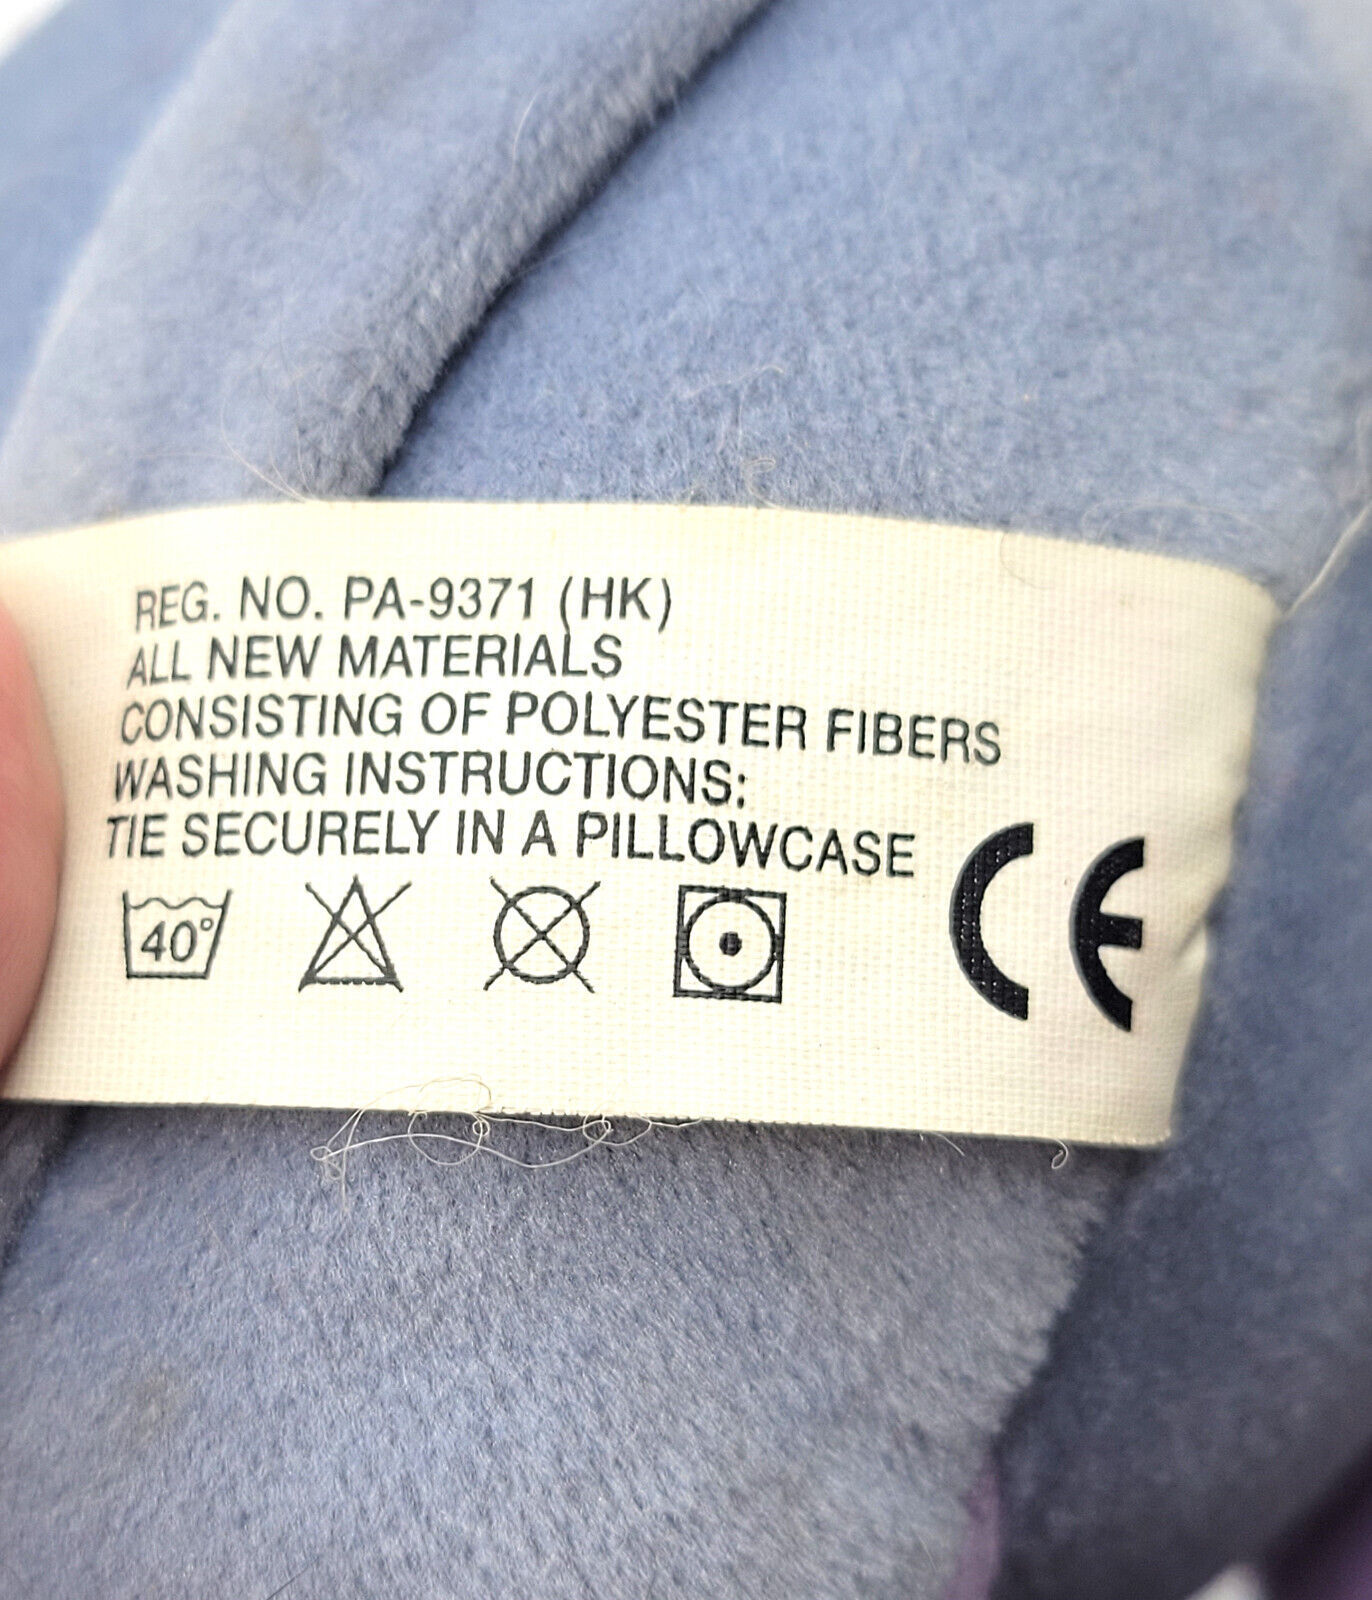 REG. NO. PA-9371 (HK)
ALL NEW MATERIALS
CONSISTING OF POLYESTER FIBERS
WASHING INSTRUCTIONS:
TIE SECURELY IN A PILLOWCASE
40°
CE